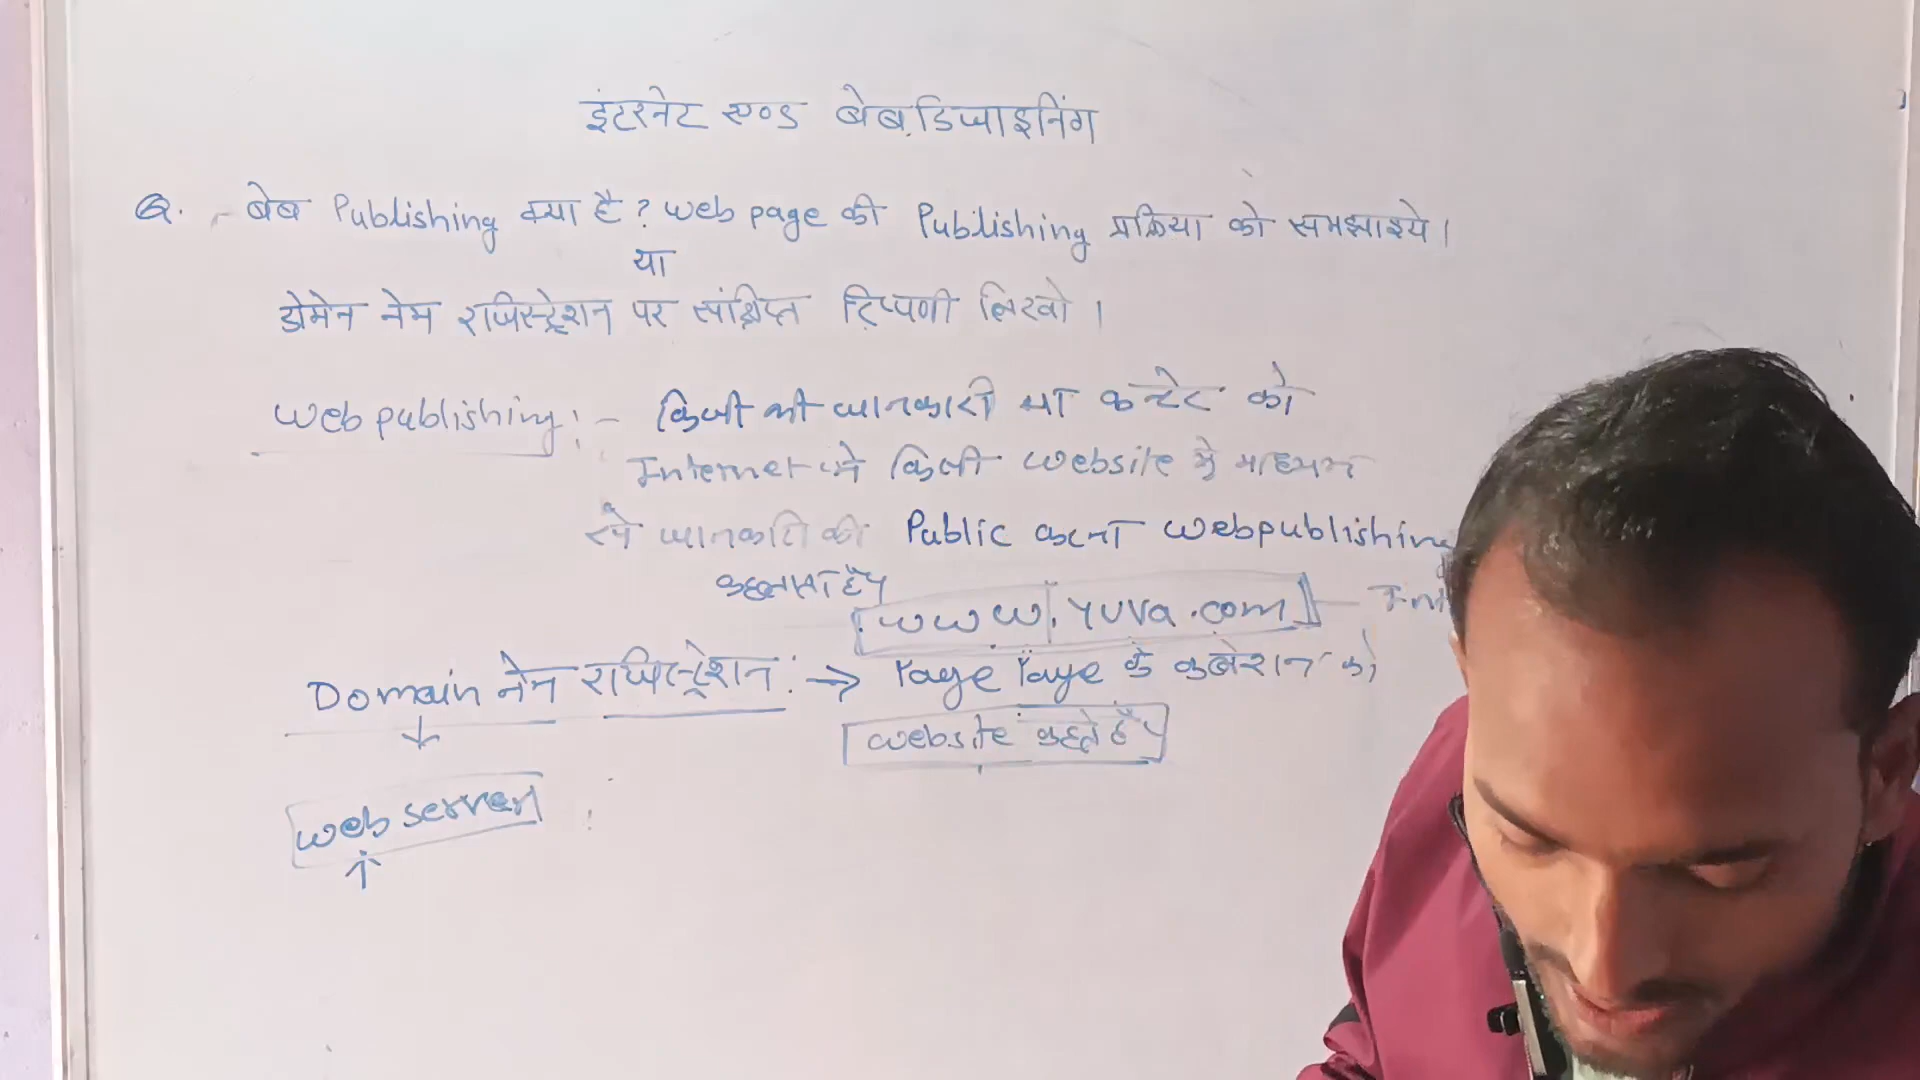 इंटरनेट एण्ड बेब डिजाइनिंग
Q. - बेब Publishing क्या है? web page की Publishing प्रक्रिया को समझाइये।
या
डोमेन नेम रजिस्ट्रेशन पर संक्षिप्त टिप्पणी लिखो।
Web publishing :- किसी भी जानकारी या कन्टेट को
Internet में किसी website के माध्यम
से जानकारी की Public करना webpublishing
कहलाता है।
www.yuva.com
Domain नेम रजिस्ट्रेशन :→ Page Page के कलेशन को
website कहते है।
web server